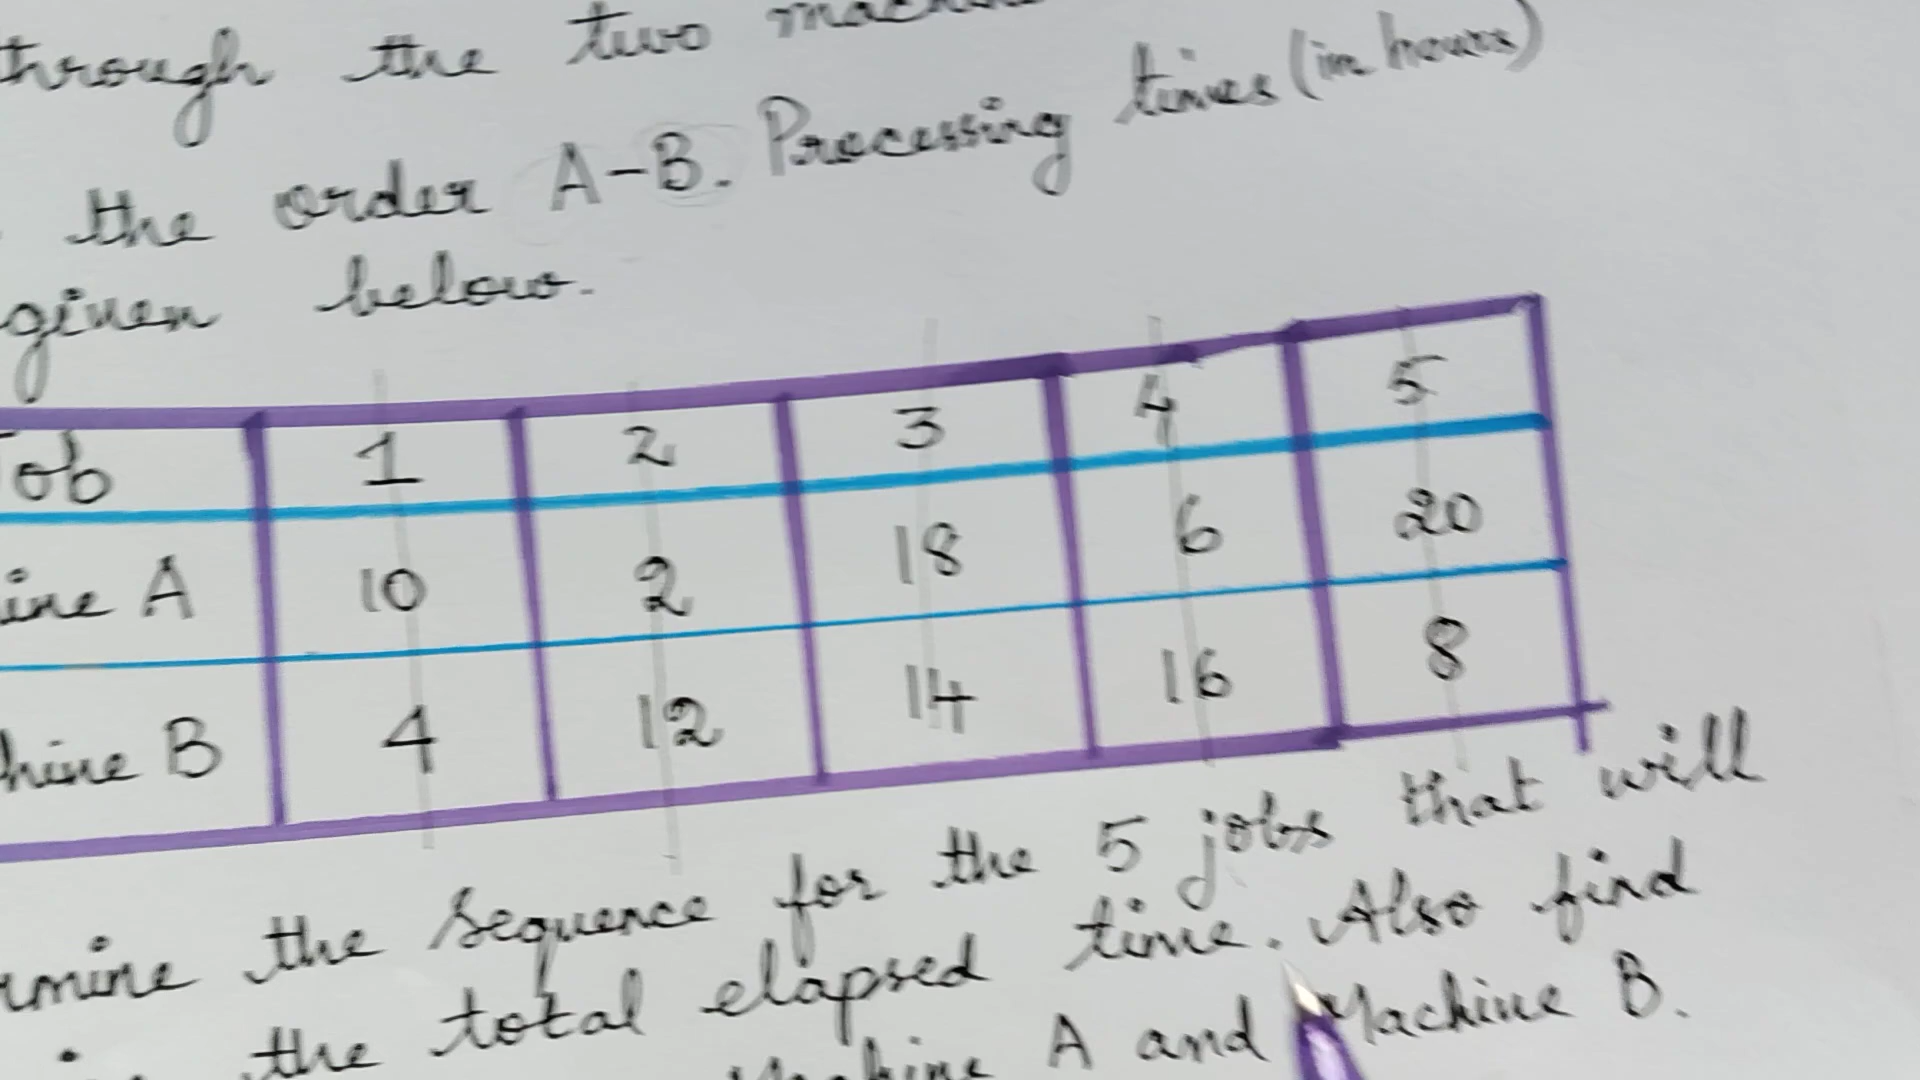 through the two
the order A-B. Processing times (in hours)
given below.
ob 1 2 3 4 5
ine A 10 2 18 6 20
hine B 4 12 14 16 8
rmine the sequence for the 5 jobs that will
the total elapsed time. Also find
A and Machine B.